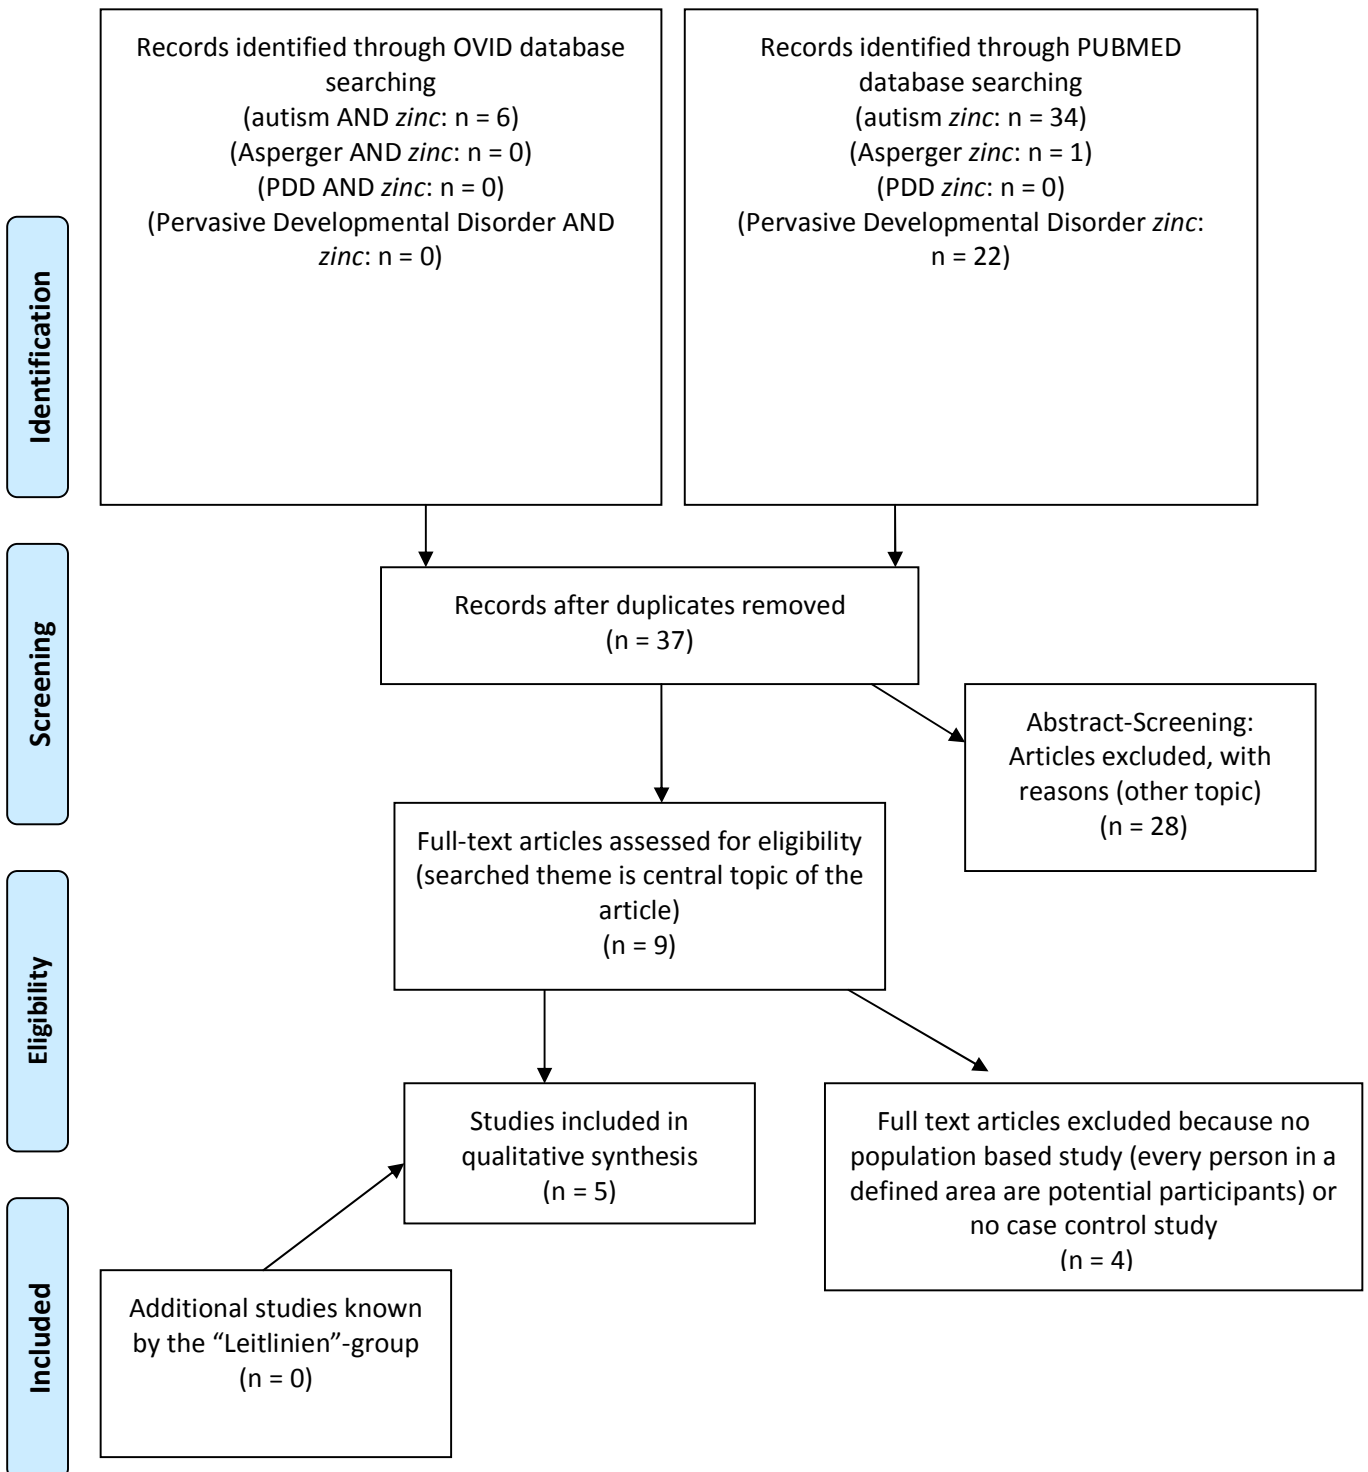 Records identified through OVID database
searching
(autism AND zinc: n = 6)
(Asperger AND zinc: n = 0)
(PDD AND zinc: n = 0)
(Pervasive Developmental Disorder AND
zinc: n = 0)
Records identified through PUBMED
database searching
(autism zinc: n = 34)
(Asperger zinc: n = 1)
(PDD zinc: n = 0)
(Pervasive Developmental Disorder zinc:
n = 22)
Identification
Screening
Records after duplicates removed
(n = 37)
Abstract-Screening:
Articles excluded, with
reasons (other topic)
(n = 28)
Full-text articles assessed for eligibility
(searched theme is central topic of the
article)
(n = 9)
Eligibility
Studies included in
qualitative synthesis
(n = 5)
Full text articles excluded because no
population based study (every person in a
defined area are potential participants) or
no case control study
(n = 4)
Included
Additional studies known
by the “Leitlinien”-group
(n = 0)